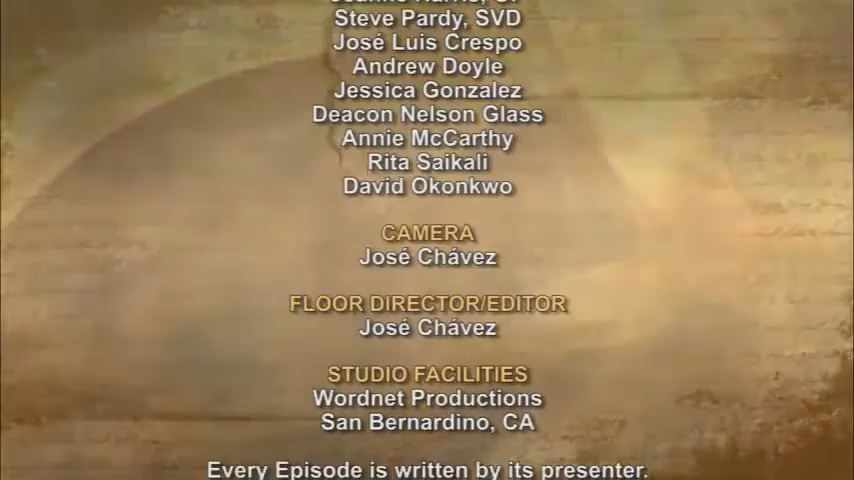 Steve Pardy, SVD
José Luis Crespo
Andrew Doyle
Jessica Gonzalez
Deacon Nelson Glass
Annie McCarthy
Rita Saikali
David Okonkwo
CAMERA
José Chávez
FLOOR DIRECTOR/EDITOR
José Chávez
STUDIO FACILITIES
Wordnet Productions
San Bernardino, CA
Every Episode is written by its presenter.